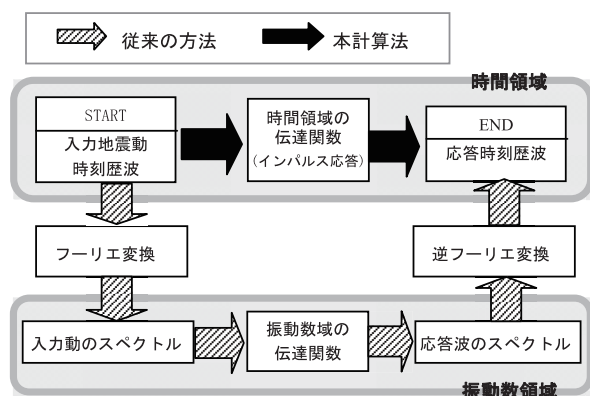 従来の方法
本計算法
時間領域
START
入力地震動
時刻歴波
時間領域の
伝達関数
(インパルス応答)
END
応答時刻歴波
フーリエ変換
逆フーリエ変換
入力動のスペクトル
振動数域の
伝達関数
応答波のスペクトル
振動数領域